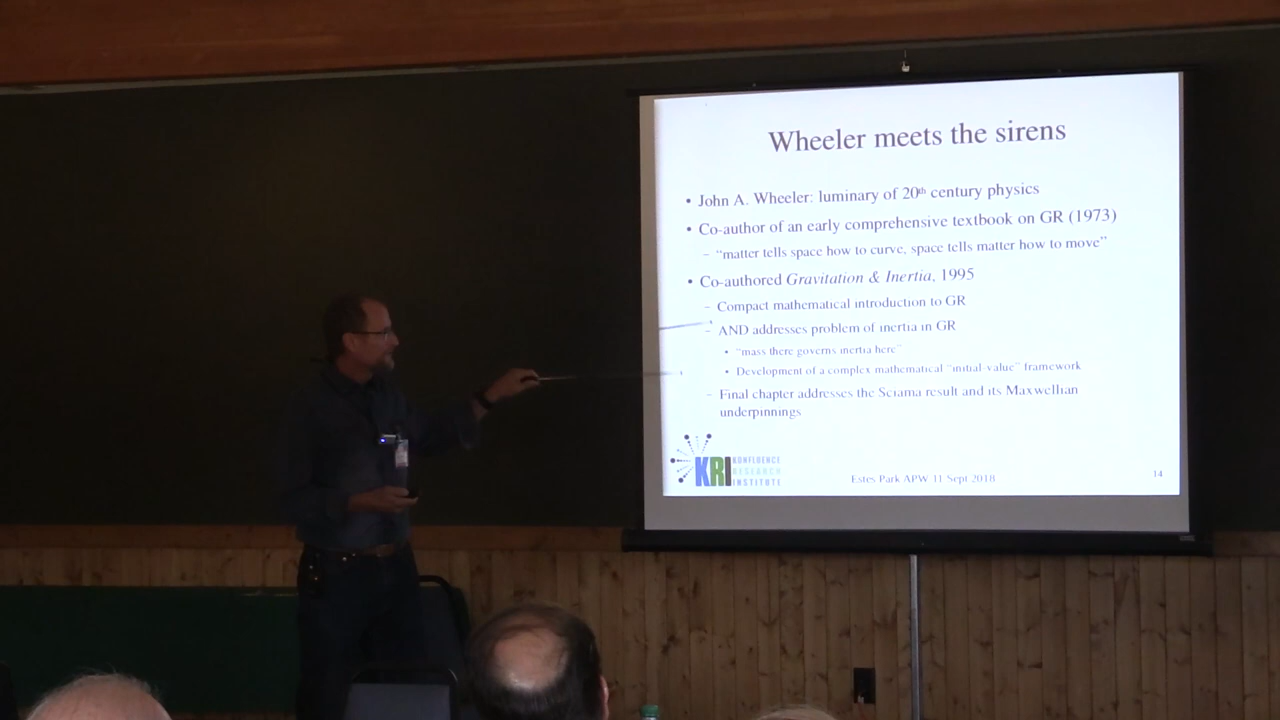 Wheeler meets the sirens
• John A. Wheeler: luminary of 20th century physics
• Co-author of an early comprehensive textbook on GR (1973)
– “matter tells space how to curve, space tells matter how to move”
• Co-authored Gravitation & Inertia, 1995
– Compact mathematical introduction to GR
– AND addresses problem of inertia in GR
• “mass there governs inertia here”
• Development of a complex mathematical “initial-value” framework
– Final chapter addresses the Sciama result and its Maxwellian
underpinnings
KRI KONFLUENCE
RESEARCH
INSTITUTE
Estes Park APW 11 Sept 2018
14